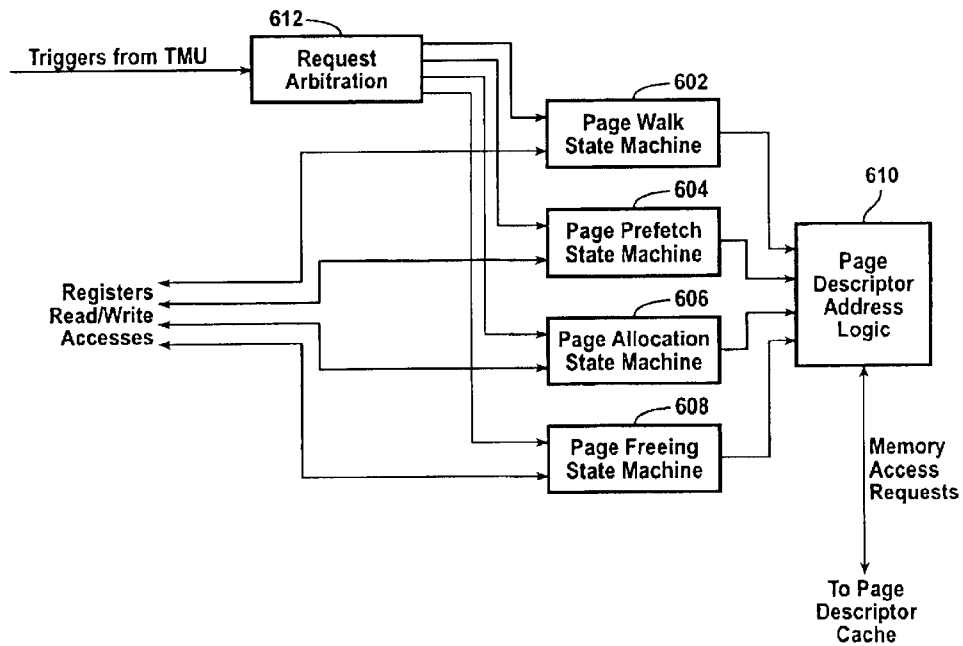 612
Triggers from TMU
Request
Arbitration
602
Page Walk
State Machine
604
Page Prefetch
State Machine
610
Page
Descriptor
Address
Logic
Registers
Read/Write
Accesses
606
Page Allocation
State Machine
608
Page Freeing
State Machine
Memory
Access
Requests
To Page
Descriptor
Cache